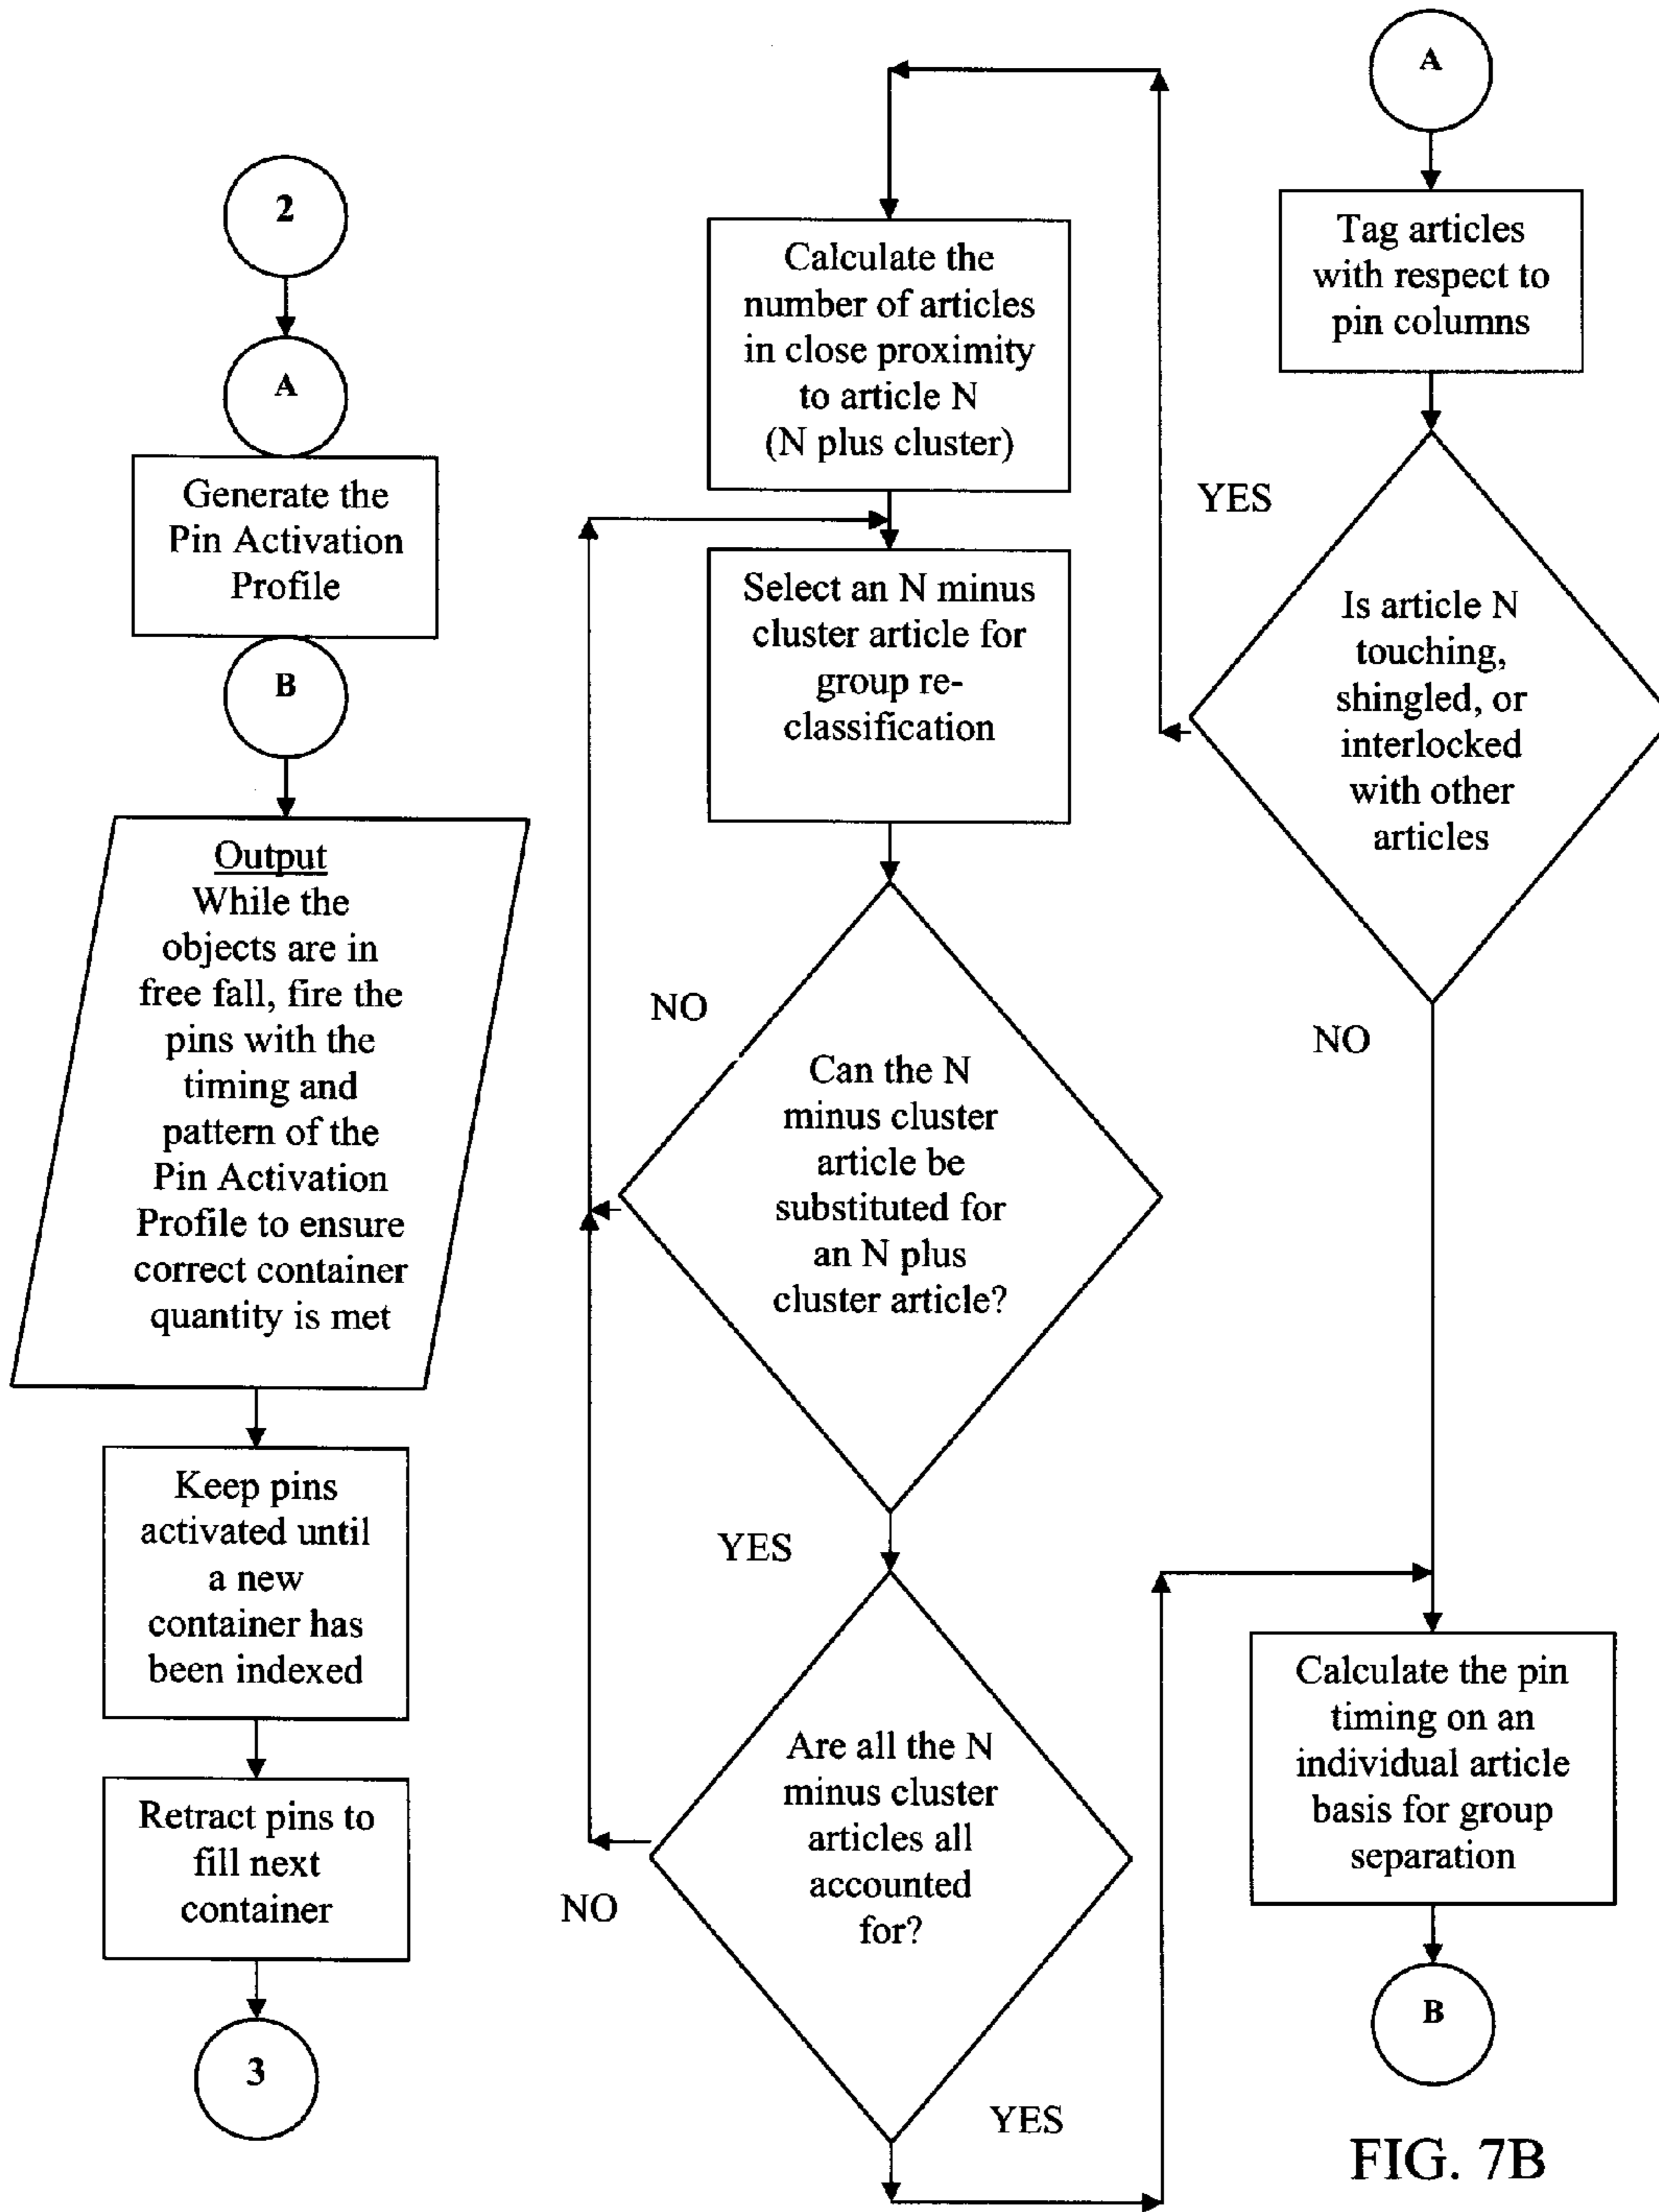 2
A
Generate the
Pin Activation
Profile
B
Output
While the
objects are in
free fall, fire the
pins with the
timing and
pattern of the
Pin Activation
Profile to ensure
correct container
quantity is met
Keep pins
activated until
a new
container has
been indexed
Retract pins to
fill next
container
3
Calculate the
number of articles
in close proximity
to article N
(N plus cluster)
Select an N minus
cluster article for
group re-
classification
NO
Can the N
minus cluster
article be
substituted for
an N plus
cluster article?
YES
Are all the N
minus cluster
articles all
accounted
for?
NO
YES
A
Tag articles
with respect to
pin columns
YES
Is article N
touching,
shingled, or
interlocked
with other
articles
NO
Calculate the pin
timing on an
individual article
basis for group
separation
B
FIG. 7B